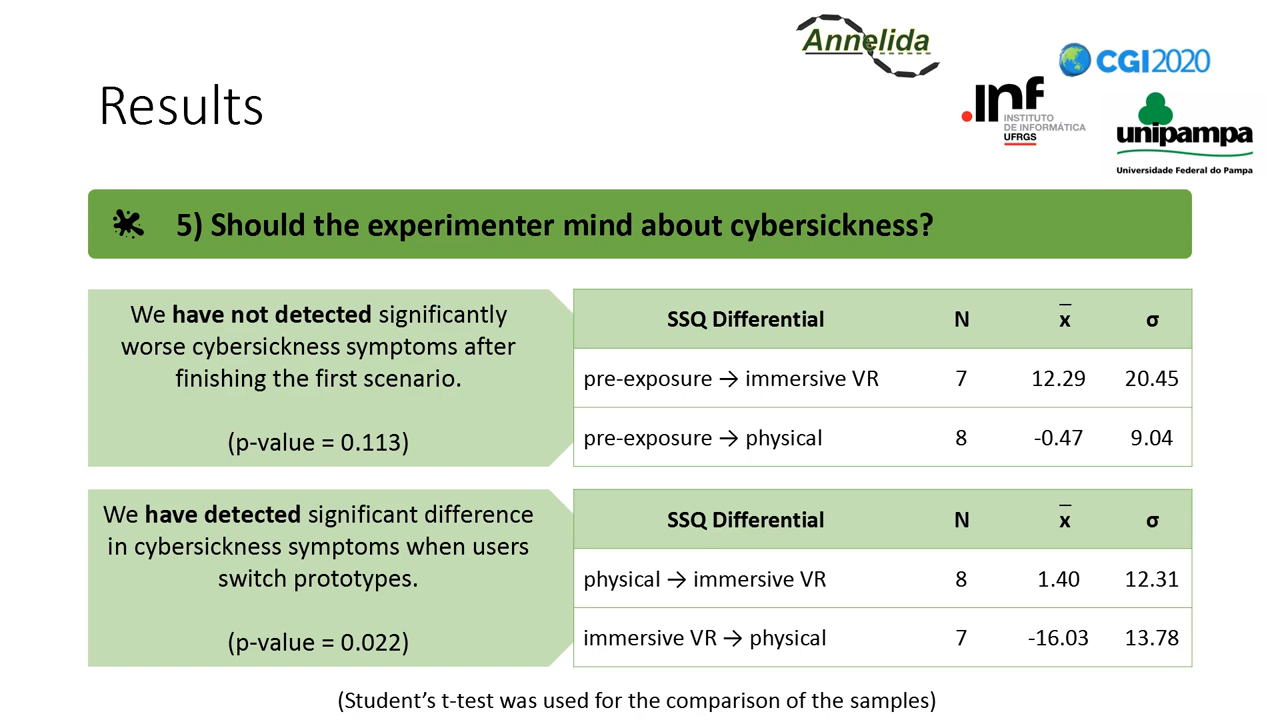 Annelida
CGI2020
.Inf
INSTITUTO
DE INFORMÁTICA
UFRGS
unipampa
Universidade Federal do Pampa
Results
5) Should the experimenter mind about cybersickness?
We have not detected significantly
worse cybersickness symptoms after
finishing the first scenario.
(p-value = 0.113)
SSQ Differential N x̅ σ
pre-exposure → immersive VR 7 12.29 20.45
pre-exposure → physical 8 -0.47 9.04
We have detected significant difference
in cybersickness symptoms when users
switch prototypes.
(p-value = 0.022)
SSQ Differential N x̅ σ
physical → immersive VR 8 1.40 12.31
immersive VR → physical 7 -16.03 13.78
(Student’s t-test was used for the comparison of the samples)